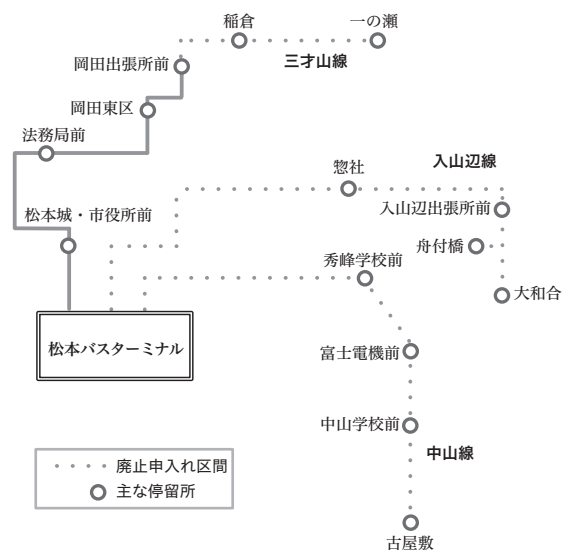 稲倉
一の瀬
三才山線
岡田出張所前
岡田東区
法務局前
惣社
入山辺線
入山辺出張所前
松本城・市役所前
舟付橋
秀峰学校前
大和合
松本バスターミナル
富士電機前
中山学校前
中山線
廃止申入れ区間
主な停留所
古屋敷